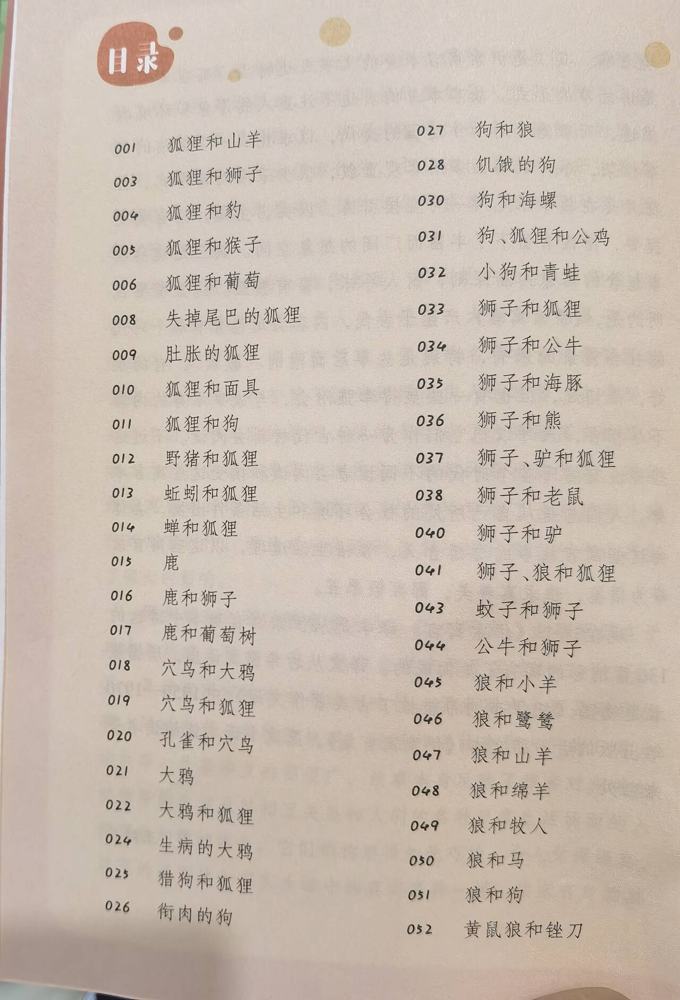 目录
001 狐狸和山羊
003 狐狸和狮子
004 狐狸和豹
005 狐狸和猴子
006 狐狸和葡萄
008 失掉尾巴的狐狸
009 肚胀的狐狸
010 狐狸和面具
011 狐狸和狗
012 野猪和狐狸
013 蚯蚓和狐狸
014 蝉和狐狸
015 鹿
016 鹿和狮子
017 鹿和葡萄树
018 穴鸟和大鸦
019 穴鸟和狐狸
020 孔雀和穴鸟
021 大鸦
022 大鸦和狐狸
024 生病的大鸦
025 猎狗和狐狸
026 衔肉的狗
027 狗和狼
028 饥饿的狗
030 狗和海螺
031 狗、狐狸和公鸡
032 小狗和青蛙
033 狮子和狐狸
034 狮子和公牛
035 狮子和海豚
036 狮子和熊
037 狮子、驴和狐狸
038 狮子和老鼠
040 狮子和驴
041 狮子、狼和狐狸
043 蚊子和狮子
044 公牛和狮子
045 狼和小羊
046 狼和鹭鸶
047 狼和山羊
048 狼和绵羊
049 狼和牧人
050 狼和马
051 狼和狗
052 黄鼠狼和锉刀